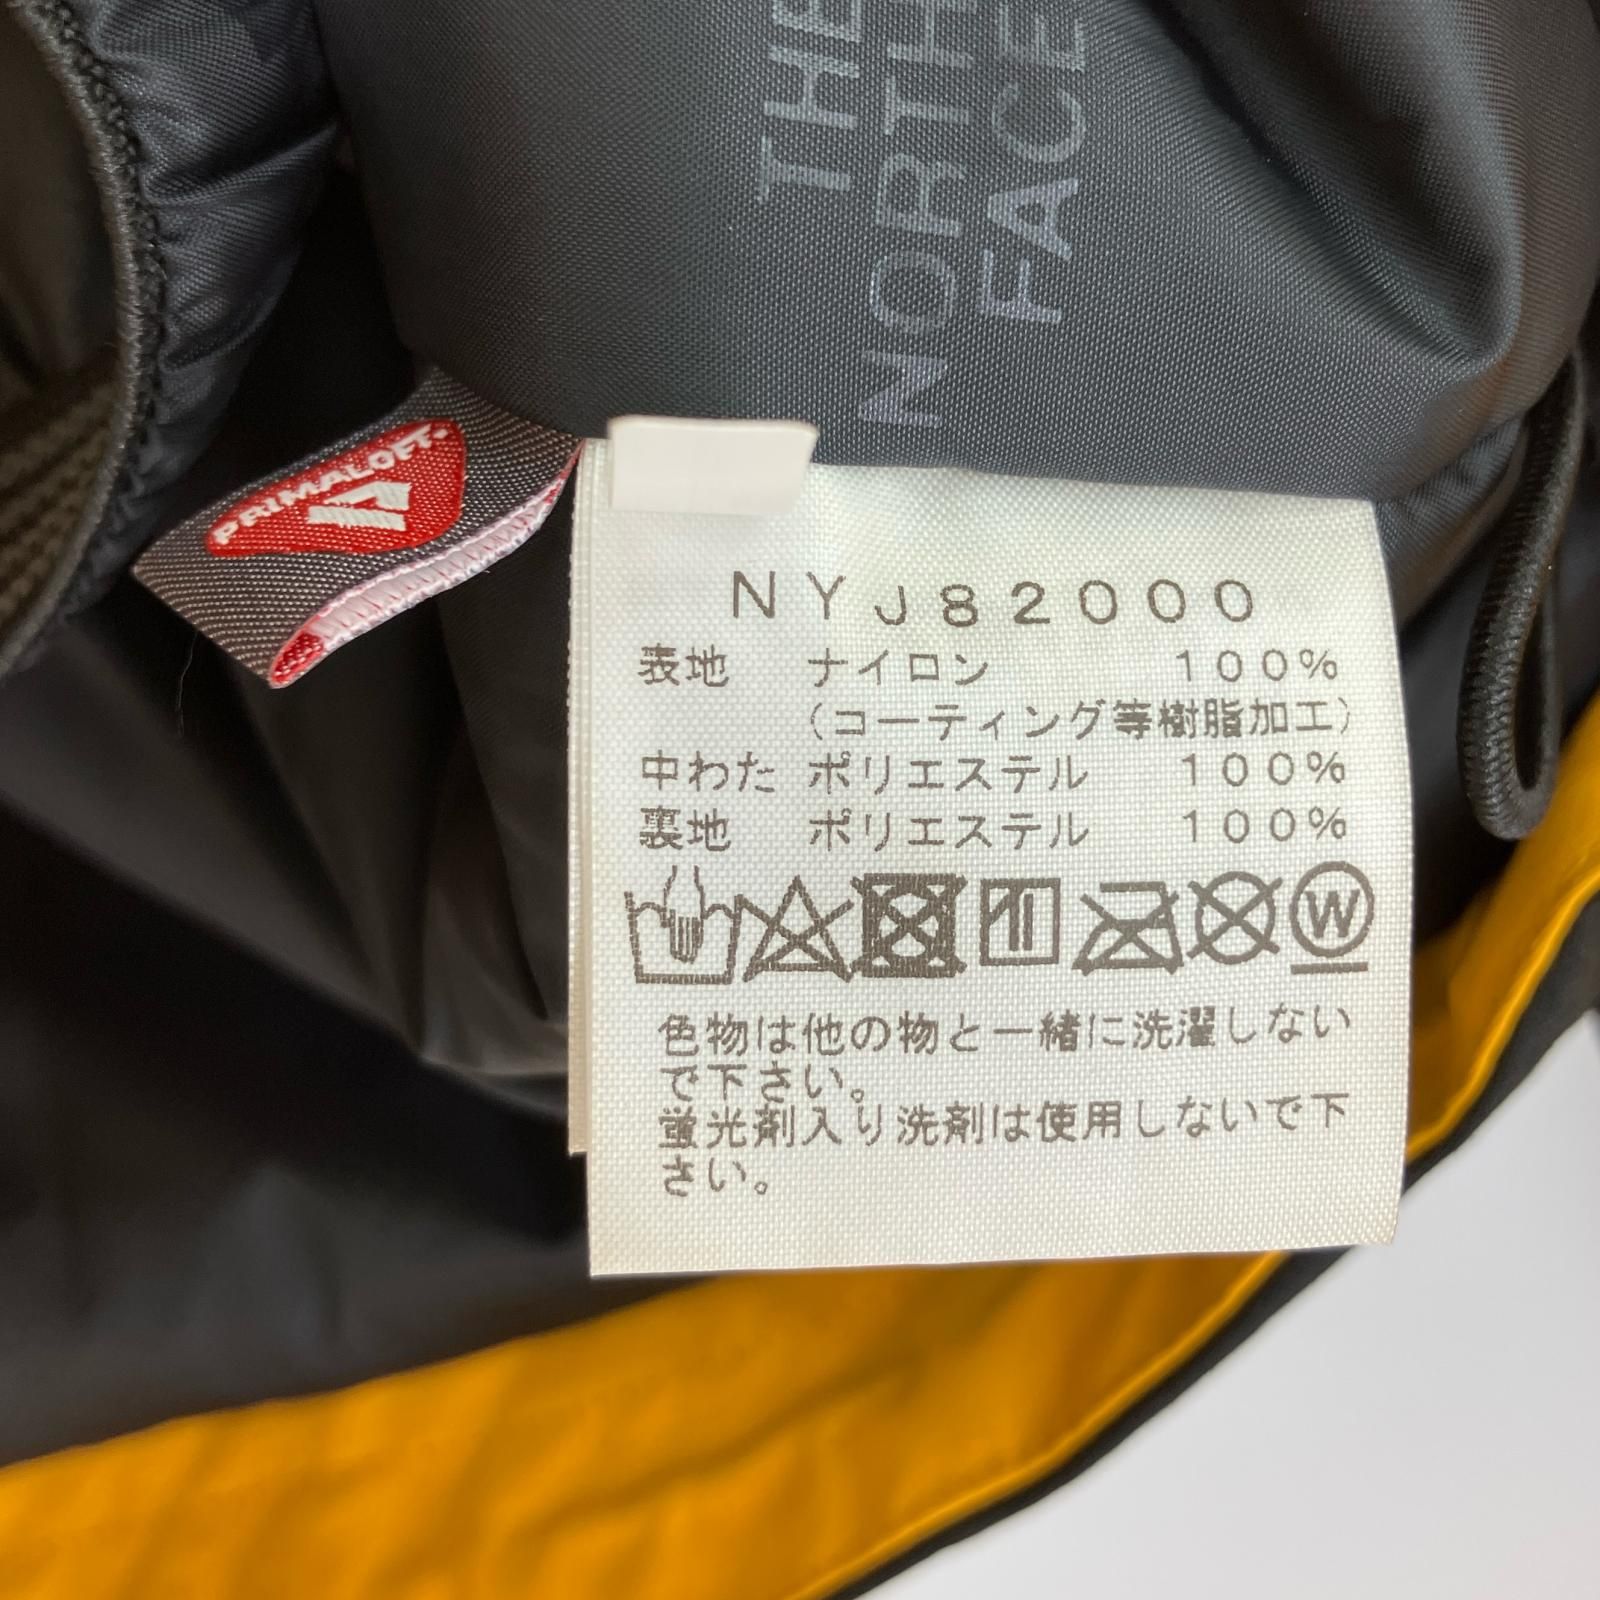 THE
NORTH
FACE
PRIMALOFT
NYJ82000
表地 ナイロン 100%
(コーティング等樹脂加工)
中わた ポリエステル 100%
裏地 ポリエステル 100%
W
色物は他の物と一緒に洗濯しない
で下さい。
蛍光剤入り洗剤は使用しないで下
さい。